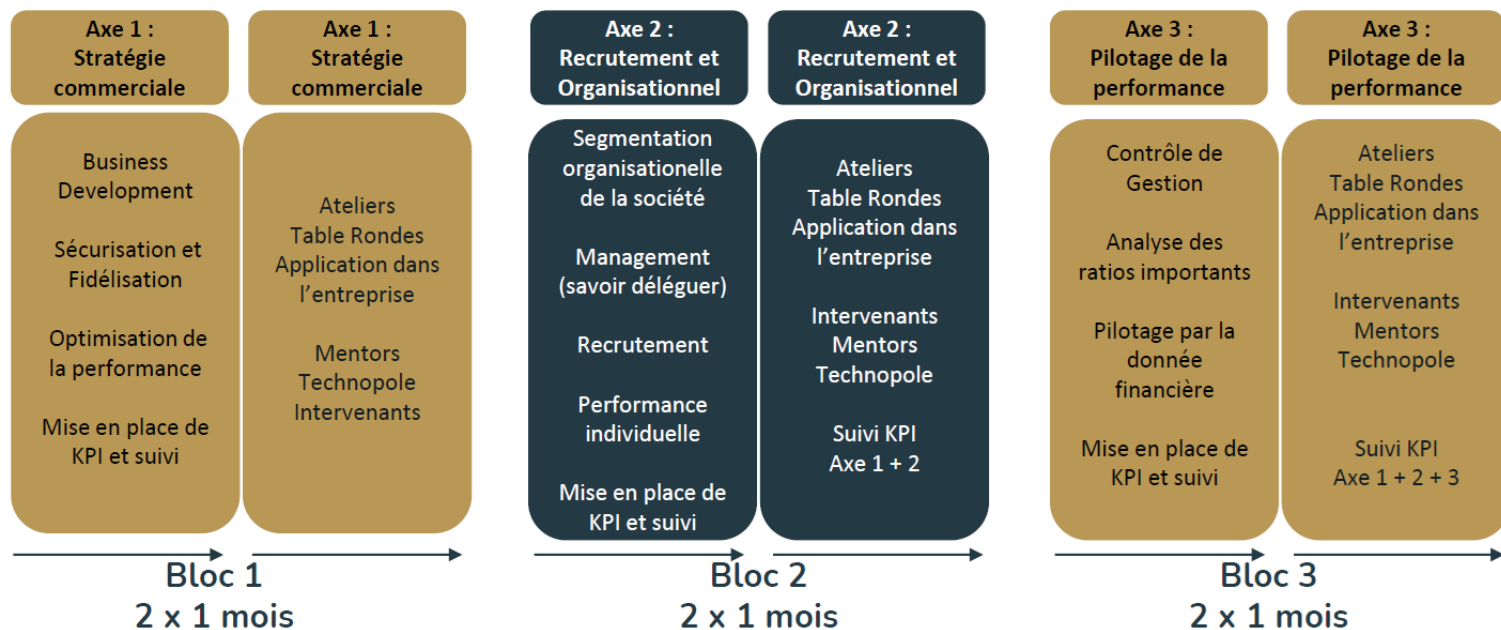 Axe 1 :
Stratégie
commerciale
Business
Development
Sécurisation et
Fidélisation
Optimisation de
la performance
Mise en place de
KPI et suivi
Axe 1 :
Stratégie
commerciale
Ateliers
Table Rondes
Application dans
l’entreprise
Mentors
Technopole
Intervenants
Bloc 1
2 x 1 mois
Axe 2 :
Recrutement et
Organisationnel
Segmentation
organisationelle
de la société
Management
(savoir déléguer)
Recrutement
Performance
individuelle
Mise en place de
KPI et suivi
Axe 2 :
Recrutement et
Organisationnel
Ateliers
Table Rondes
Application dans
l’entreprise
Intervenants
Mentors
Technopole
Suivi KPI
Axe 1 + 2
Bloc 2
2 x 1 mois
Axe 3 :
Pilotage de la
performance
Contrôle de
Gestion
Analyse des
ratios importants
Pilotage par la
donnée
financière
Mise en place de
KPI et suivi
Axe 3 :
Pilotage de la
performance
Ateliers
Table Rondes
Application dans
l’entreprise
Intervenants
Mentors
Technopole
Suivi KPI
Axe 1 + 2 + 3
Bloc 3
2 x 1 mois